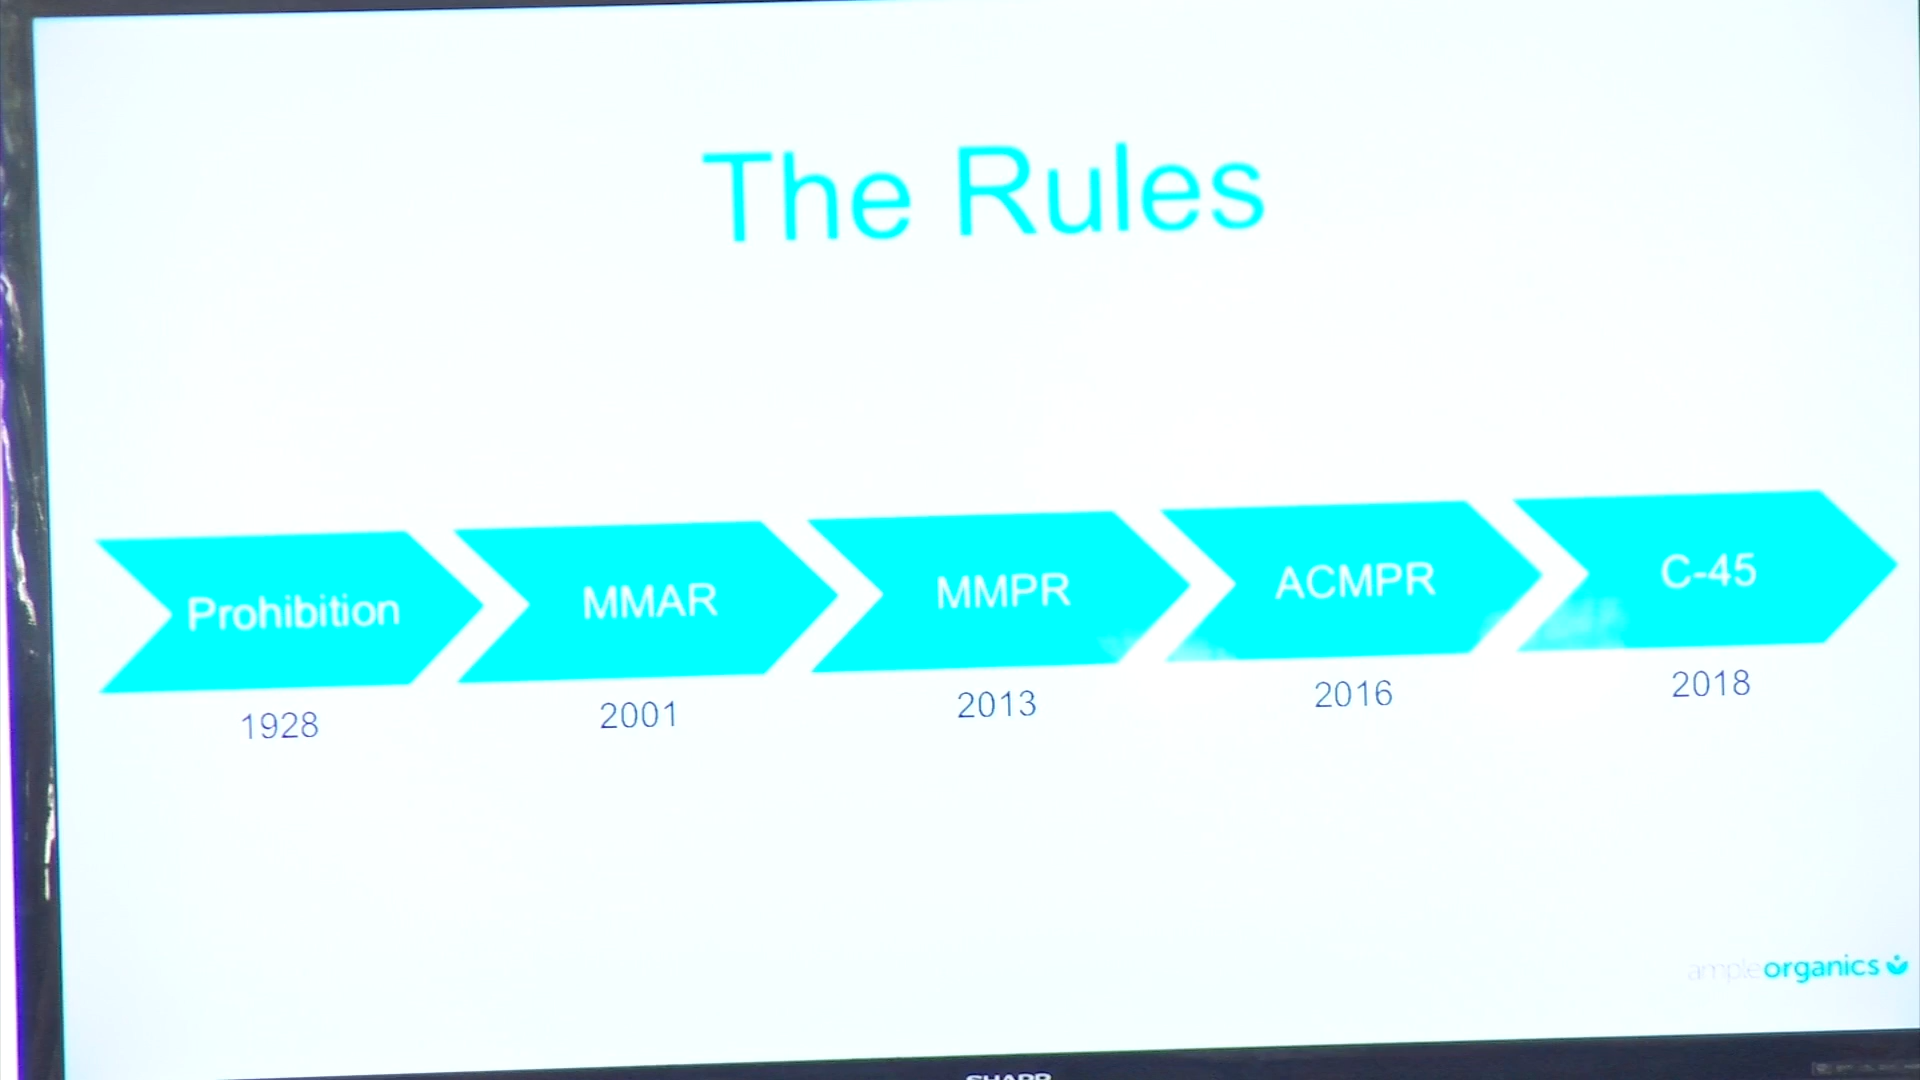 The Rules
Prohibition
MMAR
MMPR
ACMPR
C-45
1928
2001
2013
2016
2018
ampleorganics
SHARP